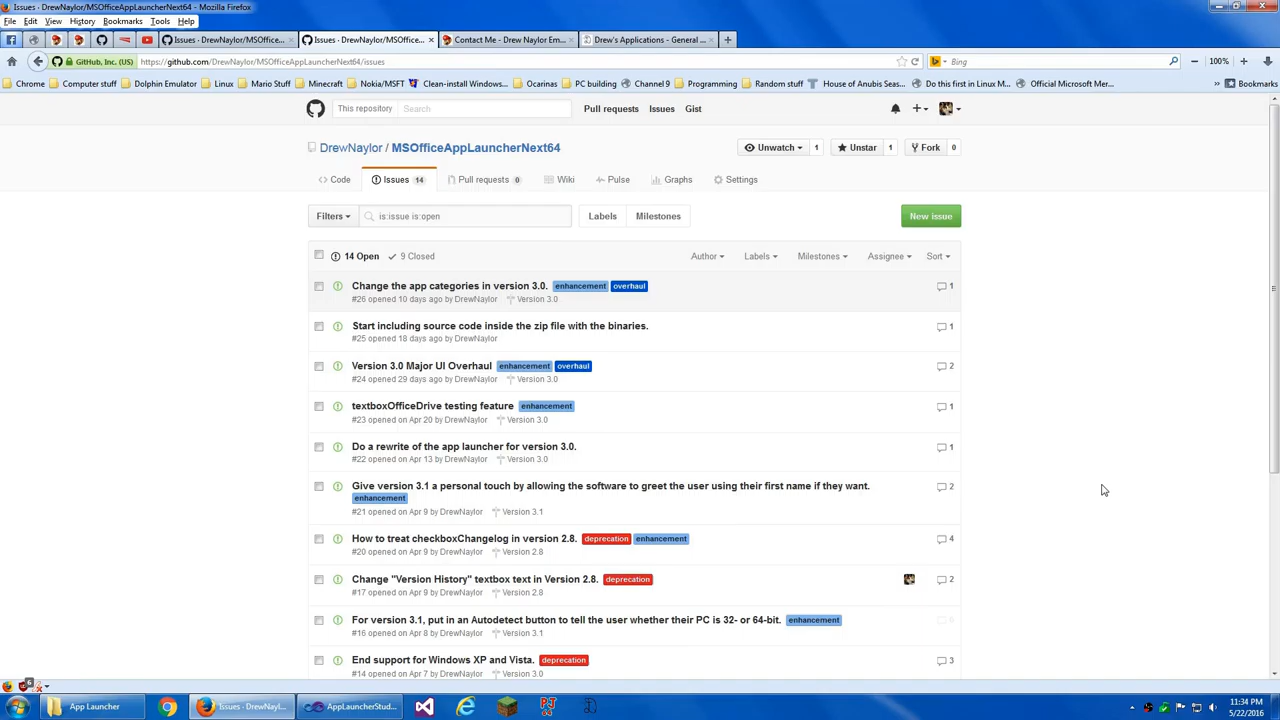 Issues · DrewNaylor/MSOfficeAppLauncherNext64 - Mozilla Firefox
File Edit View History Bookmarks Tools Help
Issues · DrewNaylor/MSOffice... Issues · DrewNaylor/MSOffice... × Contact Me - Drew Naylor Em... Drew's Applications - General ... +
GitHub, Inc. (US) https://github.com/DrewNaylor/MSOfficeAppLauncherNext64/issues Bing 100%
Chrome Computer stuff Dolphin Emulator Linux Mario Stuff Minecraft Nokia/MSFT Clean-install Windows... Ocarinas PC building Channel 9 Programming Random stuff House of Anubis Seas... Do this first in Linux M... Official Microsoft Mer... » Bookmarks
This repository Search Pull requests Issues Gist
DrewNaylor / MSOfficeAppLauncherNext64 Unwatch 1 Unstar 1 Fork 0
<> Code Issues 14 Pull requests 0 Wiki Pulse Graphs Settings
Filters is:issue is:open Labels Milestones New issue
14 Open 9 Closed Author Labels Milestones Assignee Sort
Change the app categories in version 3.0. enhancement overhaul 1
#26 opened 10 days ago by DrewNaylor Version 3.0
Start including source code inside the zip file with the binaries. 1
#25 opened 18 days ago by DrewNaylor
Version 3.0 Major UI Overhaul enhancement overhaul 2
#24 opened 29 days ago by DrewNaylor Version 3.0
textboxOfficeDrive testing feature enhancement 1
#23 opened on Apr 20 by DrewNaylor Version 3.0
Do a rewrite of the app launcher for version 3.0. 1
#22 opened on Apr 13 by DrewNaylor Version 3.0
Give version 3.1 a personal touch by allowing the software to greet the user using their first name if they want. 2
enhancement
#21 opened on Apr 9 by DrewNaylor Version 3.1
How to treat checkboxChangelog in version 2.8. deprecation enhancement 4
#20 opened on Apr 9 by DrewNaylor Version 2.8
Change "Version History" textbox text in Version 2.8. deprecation 2
#17 opened on Apr 9 by DrewNaylor Version 2.8
For version 3.1, put in an Autodetect button to tell the user whether their PC is 32- or 64-bit. enhancement 0
#16 opened on Apr 8 by DrewNaylor Version 3.1
End support for Windows XP and Vista. deprecation 3
#14 opened on Apr 7 by DrewNaylor Version 3.0
6
App Launcher Issues · DrewNayl... AppLauncherStud... 11:34 PM
5/22/2016